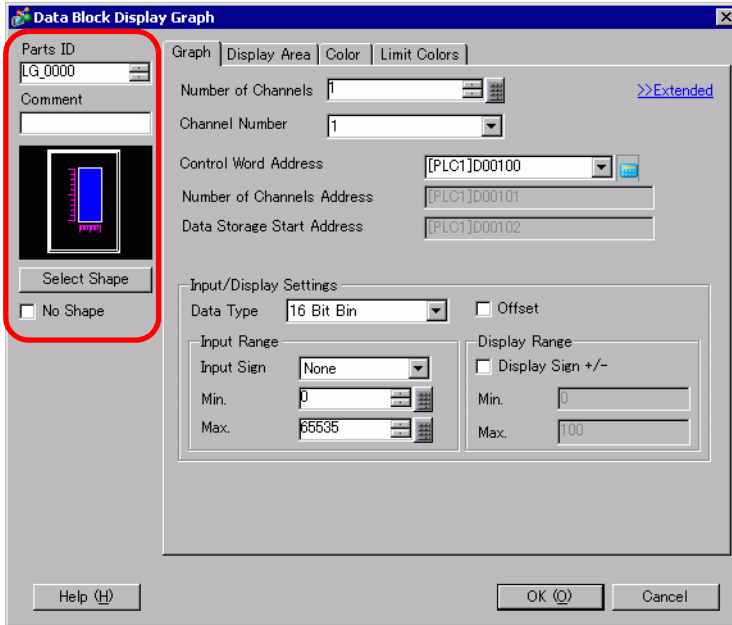 Data Block Display Graph
Parts ID
LG_0000
Comment
Select Shape
No Shape
Graph Display Area Color Limit Colors
Number of Channels 1 >>Extended
Channel Number 1
Control Word Address [PLC1]D00100
Number of Channels Address [PLC1]D00101
Data Storage Start Address [PLC1]D00102
Input/Display Settings
Data Type 16 Bit Bin Offset
Input Range Display Range
Input Sign None Display Sign +/-
Min. 0 Min. 0
Max. 65535 Max. 100
Help (H) OK (O) Cancel